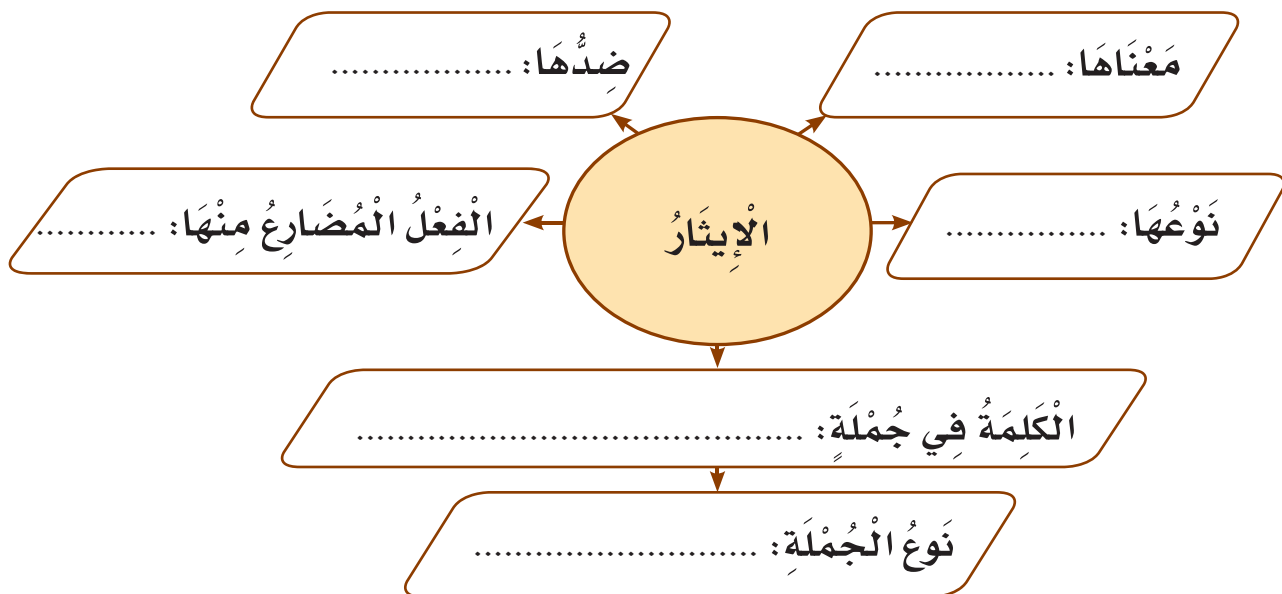 مَعْنَاهَا: ..................
ضِدُّهَا: ..................
نَوْعُهَا: ................
الْإِيثَارُ
الْفِعْلُ الْمُضَارِعُ مِنْهَا: ............
الْكَلِمَةُ فِي جُمْلَةٍ: .............................................
نَوعُ الْجُمْلَةِ: ............................